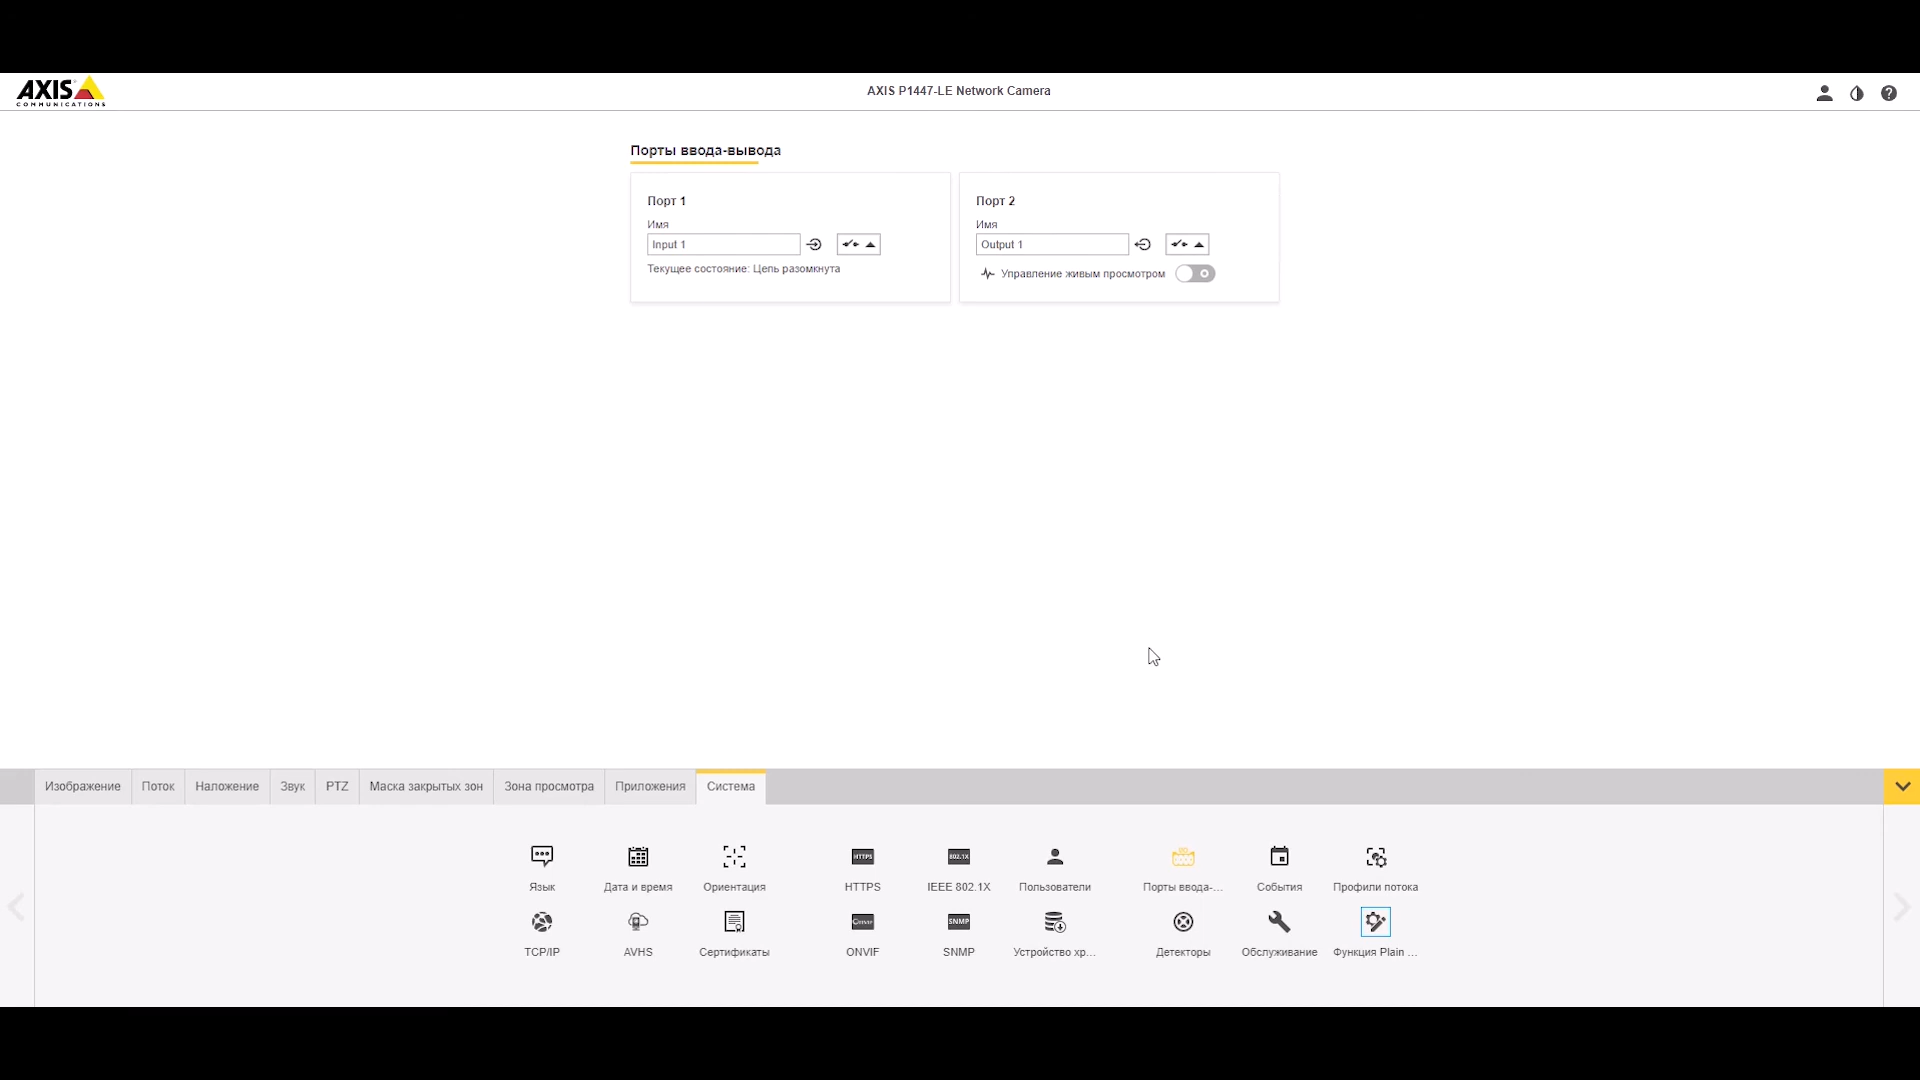 AXIS
COMMUNICATIONS
AXIS P1447-LE Network Camera
Порты ввода-вывода
Порт 1
Имя
Input 1
Текущее состояние: Цепь разомкнута
Порт 2
Имя
Output 1
Управление живым просмотром
Изображение Поток Наложение Звук PTZ Маска закрытых зон Зона просмотра Приложения Система
Язык Дата и время Ориентация HTTPS IEEE 802.1X Пользователи Порты ввода-... События Профили потока
TCP/IP AVHS Сертификаты ONVIF SNMP Устройство хр... Детекторы Обслуживание Функция Plain ...